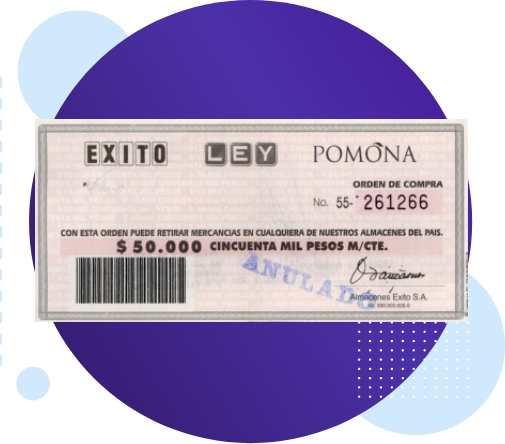 EXITO LEY POMONA
ORDEN DE COMPRA
No. 55- 261266
CON ESTA ORDEN PUEDE RETIRAR MERCANCIAS EN CUALQUIERA DE NUESTROS ALMACENES DEL PAIS.
$ 50.000 CINCUENTA MIL PESOS M/CTE.
ANULADO
Almacenes Exito S.A.